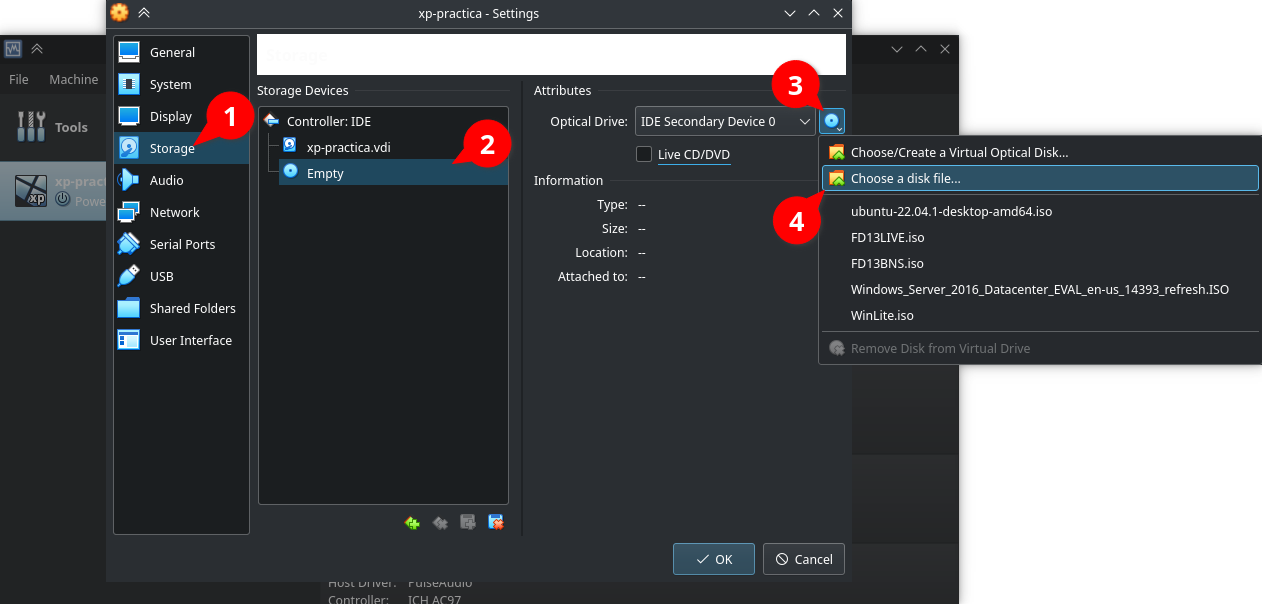 xp-practica - Settings
File Machine
Tools
xp-pract
xp
Powe
General
System
Display
Storage
Audio
Network
Serial Ports
USB
Shared Folders
User Interface
1
Storage Devices
Controller: IDE
xp-practica.vdi
Empty
2
Attributes
3
Optical Drive: IDE Secondary Device 0
Live CD/DVD
Information
Type: --
Size: --
Location: --
Attached to: --
Choose/Create a Virtual Optical Disk...
Choose a disk file...
4
ubuntu-22.04.1-desktop-amd64.iso
FD13LIVE.iso
FD13BNS.iso
Windows_Server_2016_Datacenter_EVAL_en-us_14393_refresh.ISO
WinLite.iso
Remove Disk from Virtual Drive
OK Cancel
Host Driver: PulseAudio
Controller: ICH AC97